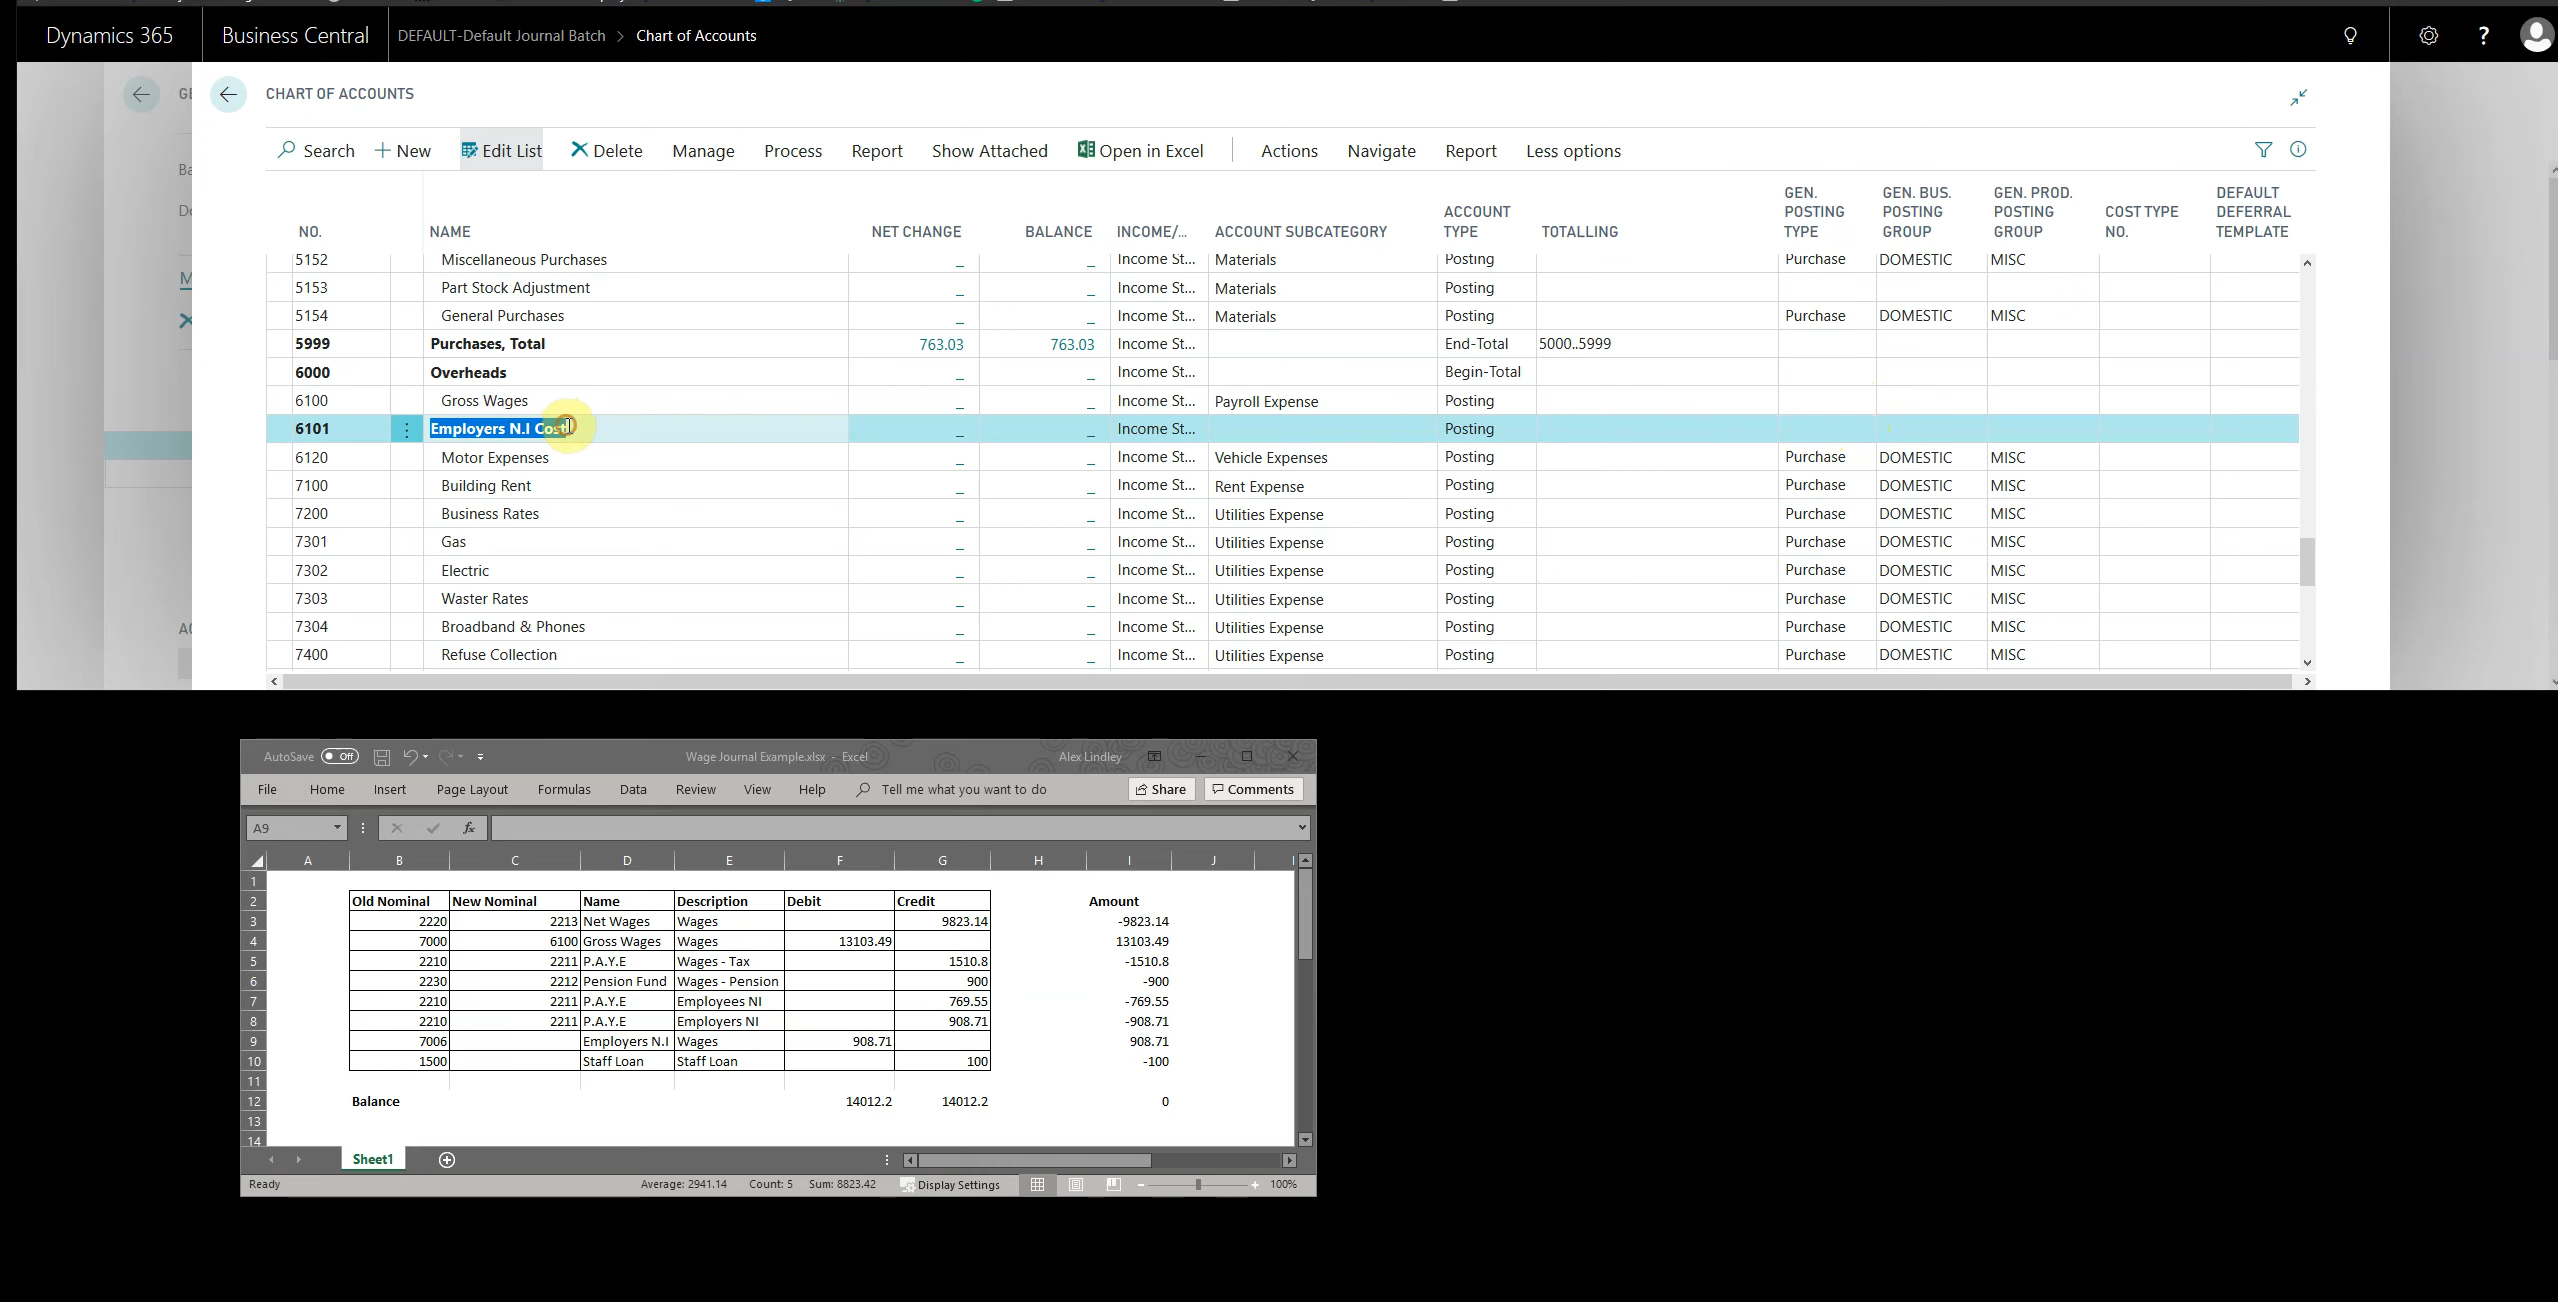 Dynamics 365 Business Central DEFAULT-Default Journal Batch > Chart of Accounts ?
CHART OF ACCOUNTS
Search + New Edit List Delete Manage Process Report Show Attached Open in Excel Actions Navigate Report Less options
NO. NAME NET CHANGE BALANCE INCOME/... ACCOUNT SUBCATEGORY ACCOUNT TYPE TOTALLING GEN. POSTING TYPE GEN. BUS. POSTING GROUP GEN. PROD. POSTING GROUP COST TYPE NO. DEFAULT DEFERRAL TEMPLATE
5152 Miscellaneous Purchases _ _ Income St... Materials Posting Purchase DOMESTIC MISC
5153 Part Stock Adjustment _ _ Income St... Materials Posting
5154 General Purchases _ _ Income St... Materials Posting Purchase DOMESTIC MISC
5999 Purchases, Total 763.03 763.03 Income St... End-Total 5000..5999
6000 Overheads _ _ Income St... Begin-Total
6100 Gross Wages _ _ Income St... Payroll Expense Posting
6101 Employers N.I Cost _ _ Income St... Posting
6120 Motor Expenses _ _ Income St... Vehicle Expenses Posting Purchase DOMESTIC MISC
7100 Building Rent _ _ Income St... Rent Expense Posting Purchase DOMESTIC MISC
7200 Business Rates _ _ Income St... Utilities Expense Posting Purchase DOMESTIC MISC
7301 Gas _ _ Income St... Utilities Expense Posting Purchase DOMESTIC MISC
7302 Electric _ _ Income St... Utilities Expense Posting Purchase DOMESTIC MISC
7303 Waster Rates _ _ Income St... Utilities Expense Posting Purchase DOMESTIC MISC
7304 Broadband & Phones _ _ Income St... Utilities Expense Posting Purchase DOMESTIC MISC
7400 Refuse Collection _ _ Income St... Utilities Expense Posting Purchase DOMESTIC MISC
AutoSave Off Wage Journal Example.xlsx - Excel Alex Lindley
File Home Insert Page Layout Formulas Data Review View Help Tell me what you want to do Share Comments
A9 fx
A B C D E F G H I J
1
2 Old Nominal New Nominal Name Description Debit Credit Amount
3 2220 2213 Net Wages Wages 9823.14 -9823.14
4 7000 6100 Gross Wages Wages 13103.49 13103.49
5 2210 2211 P.A.Y.E Wages - Tax 1510.8 -1510.8
6 2230 2212 Pension Fund Wages - Pension 900 -900
7 2210 2211 P.A.Y.E Employees NI 769.55 -769.55
8 2210 2211 P.A.Y.E Employers NI 908.71 -908.71
9 7006 Employers N.I Wages 908.71 908.71
10 1500 Staff Loan Staff Loan 100 -100
11
12 Balance 14012.2 14012.2 0
13
14
Sheet1
Ready Average: 2941.14 Count: 5 Sum: 8823.42 Display Settings - + 100%